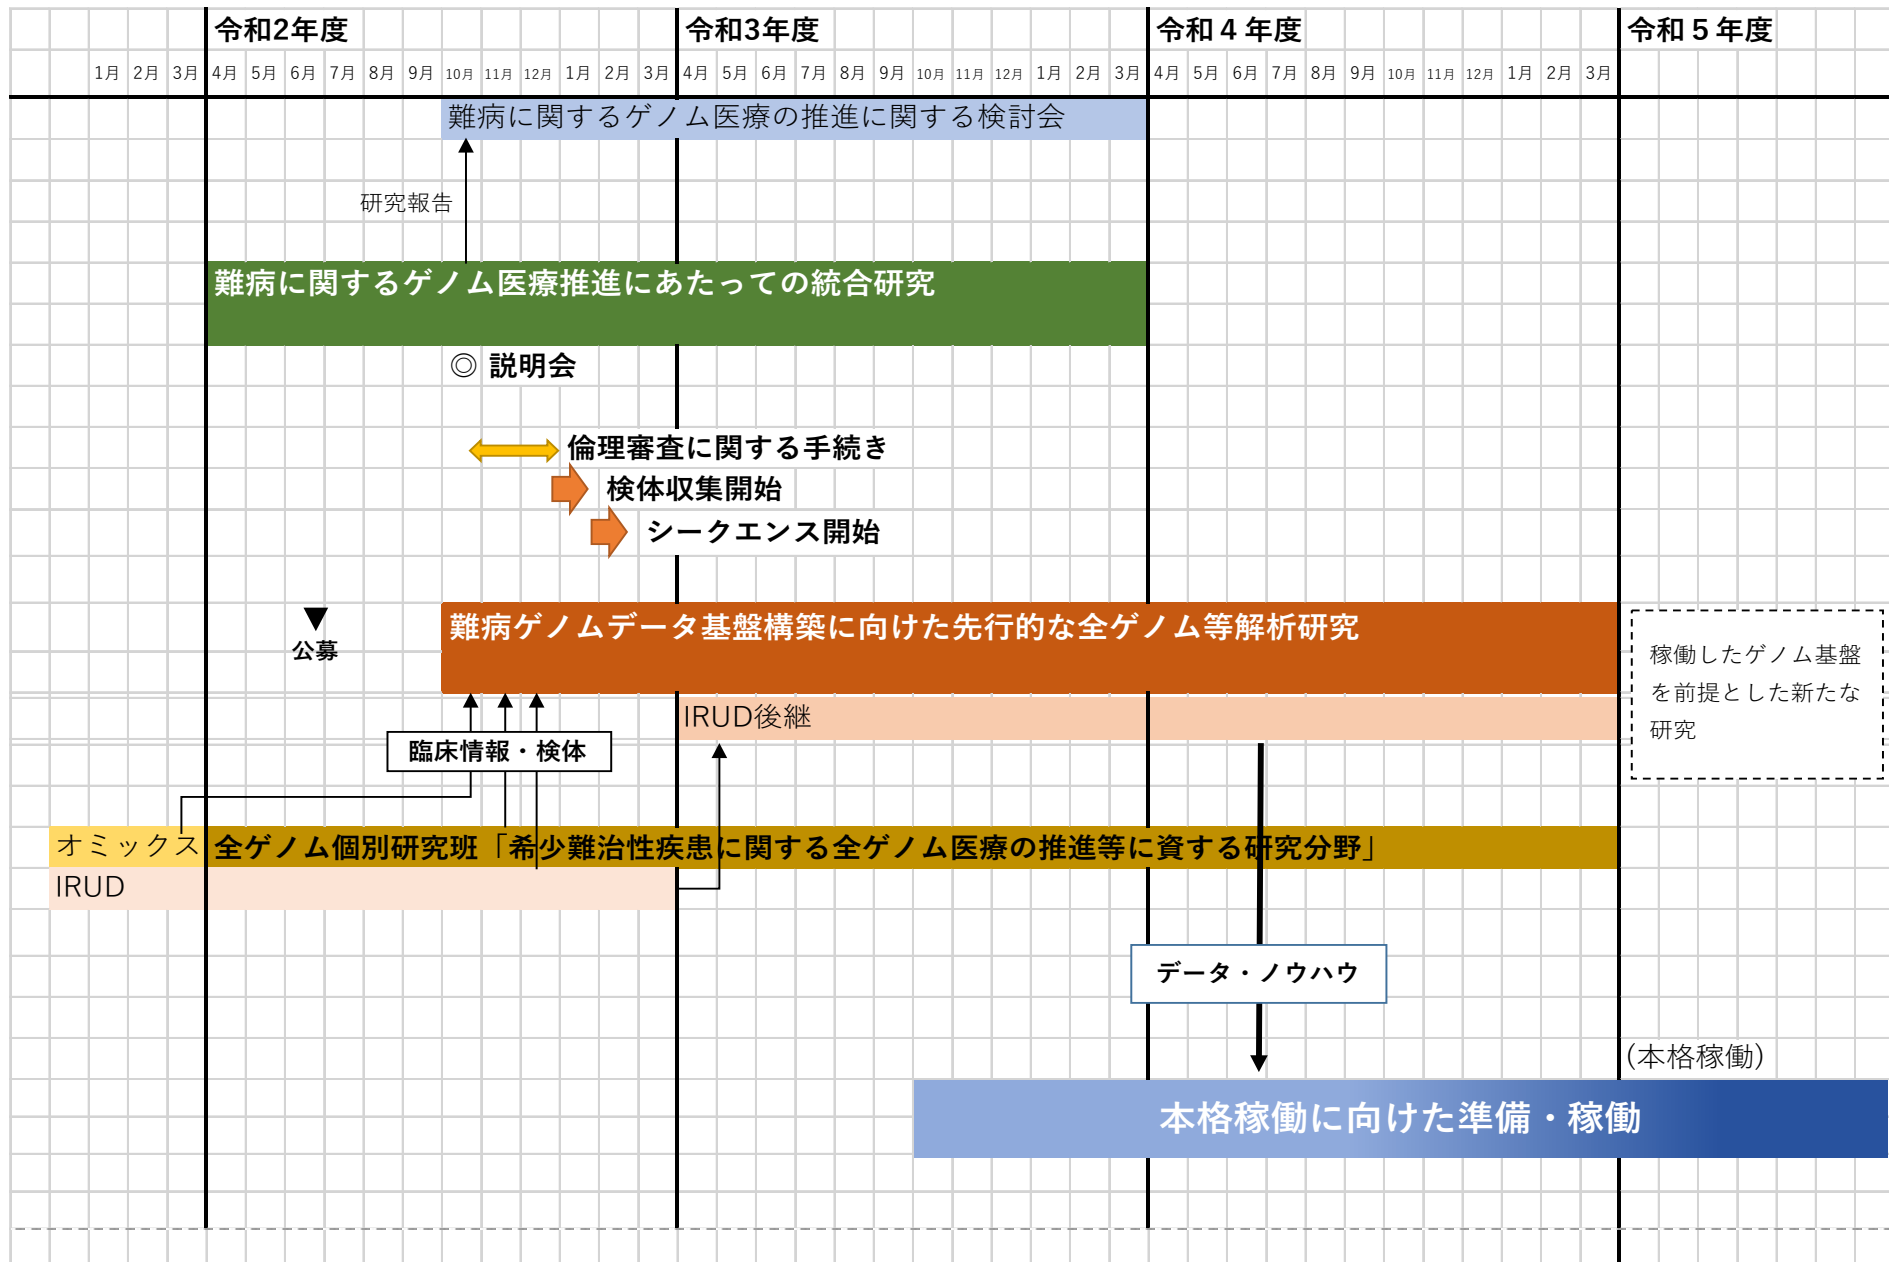 令和2年度 令和3年度 令和４年度 令和５年度
1月 2月 3月 4月 5月 6月 7月 8月 9月 10月 11月 12月 1月 2月 3月 4月 5月 6月 7月 8月 9月 10月 11月 12月 1月 2月 3月 4月 5月 6月 7月 8月 9月 10月 11月 12月 1月 2月 3月
難病に関するゲノム医療の推進に関する検討会
研究報告
難病に関するゲノム医療推進にあたっての統合研究
◎ 説明会
倫理審査に関する手続き
検体収集開始
シークエンス開始
公募
難病ゲノムデータ基盤構築に向けた先行的な全ゲノム等解析研究
稼働したゲノム基盤
を前提とした新たな
研究
IRUD後継
臨床情報・検体
オミックス
全ゲノム個別研究班「希少難治性疾患に関する全ゲノム医療の推進等に資する研究分野」
IRUD
データ・ノウハウ
(本格稼働)
本格稼働に向けた準備・稼働